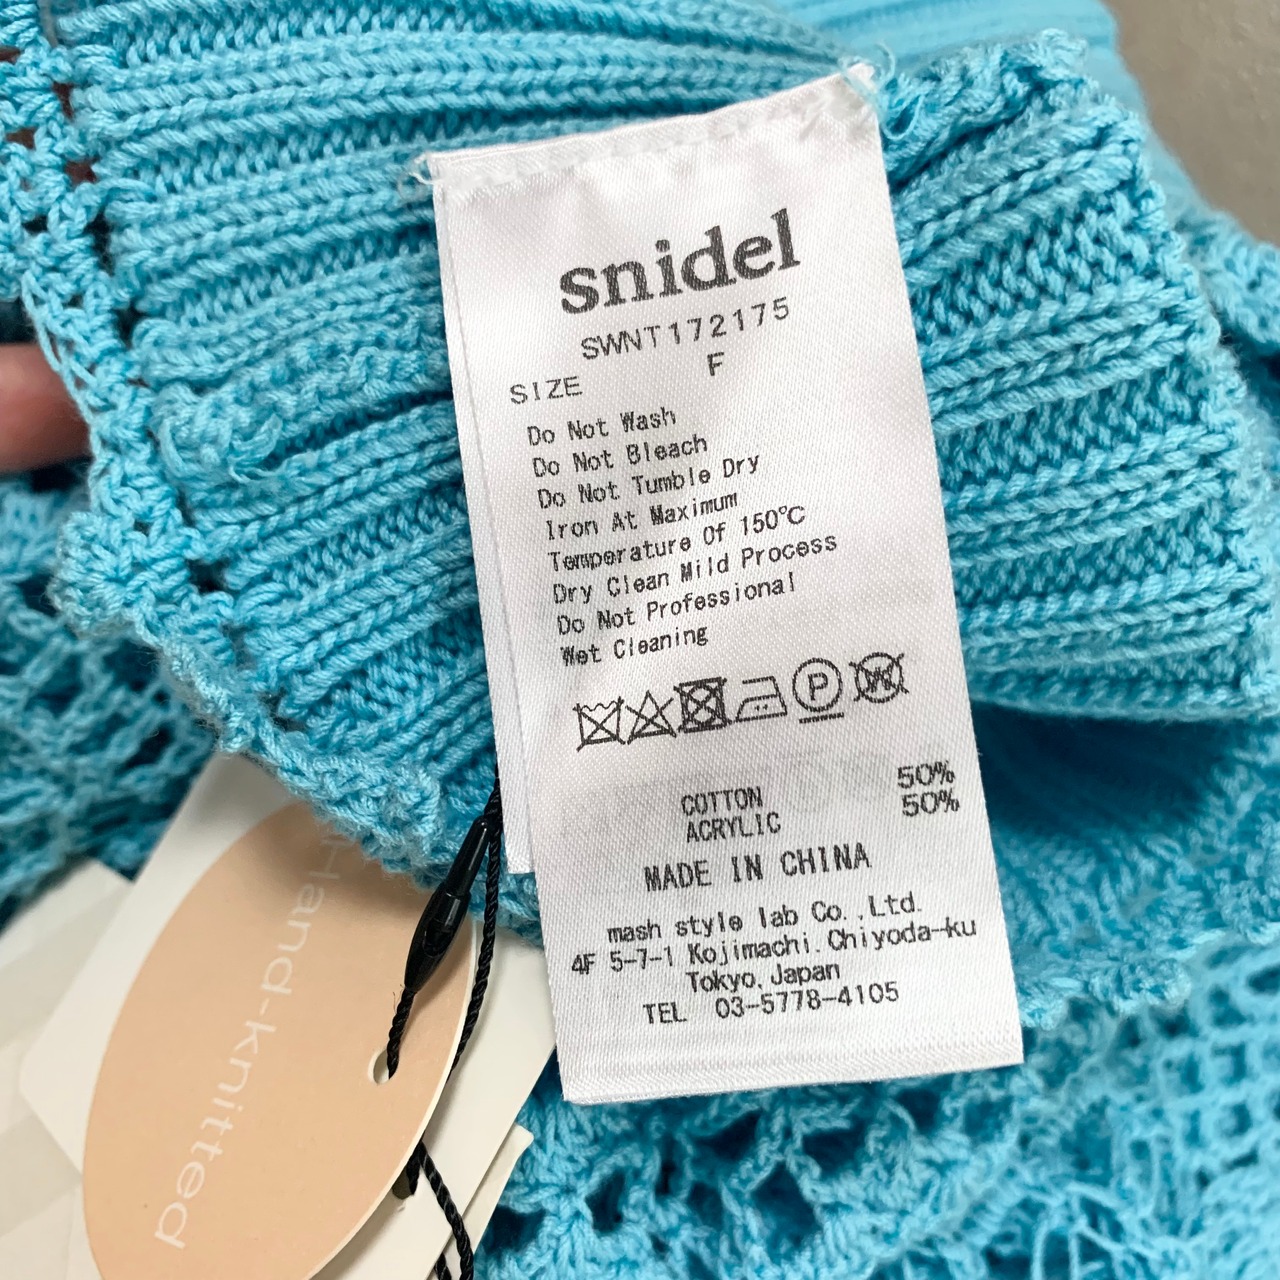 snidel
SWNT172175
SIZE F
Do Not Wash
Do Not Bleach
Do Not Tumble Dry
Iron At Maximum
Temperature Of 150℃
Dry Clean Mild Process
Do Not Professional
Wet Cleaning
P
W
COTTON 50%
ACRYLIC 50%
MADE IN CHINA
mash style lab Co.,Ltd.
4F 5-7-1 Kojimachi.Chiyoda-ku
Tokyo,Japan
TEL 03-5778-4105
Hand-knitted